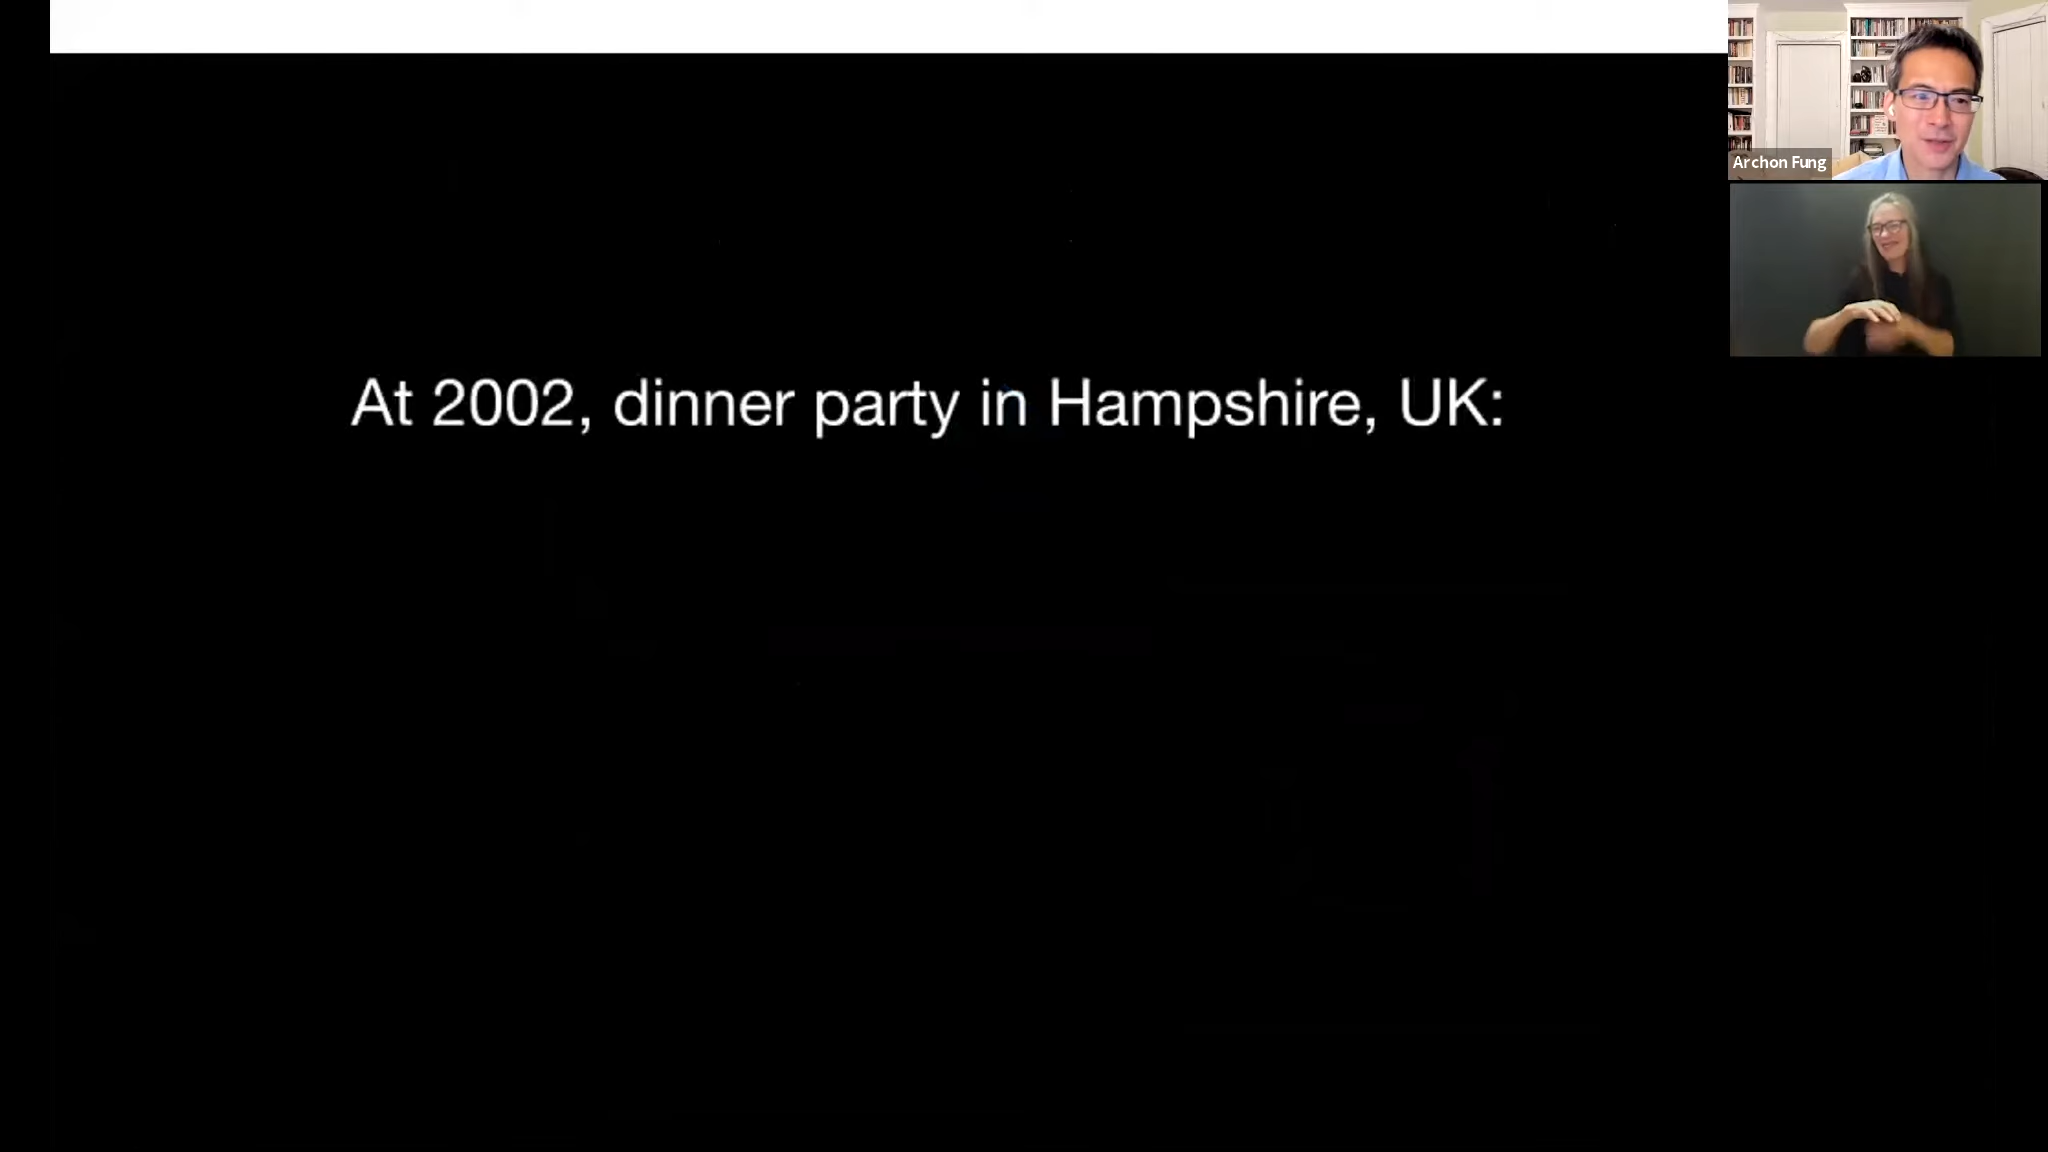 Archon Fung
At 2002, dinner party in Hampshire, UK: